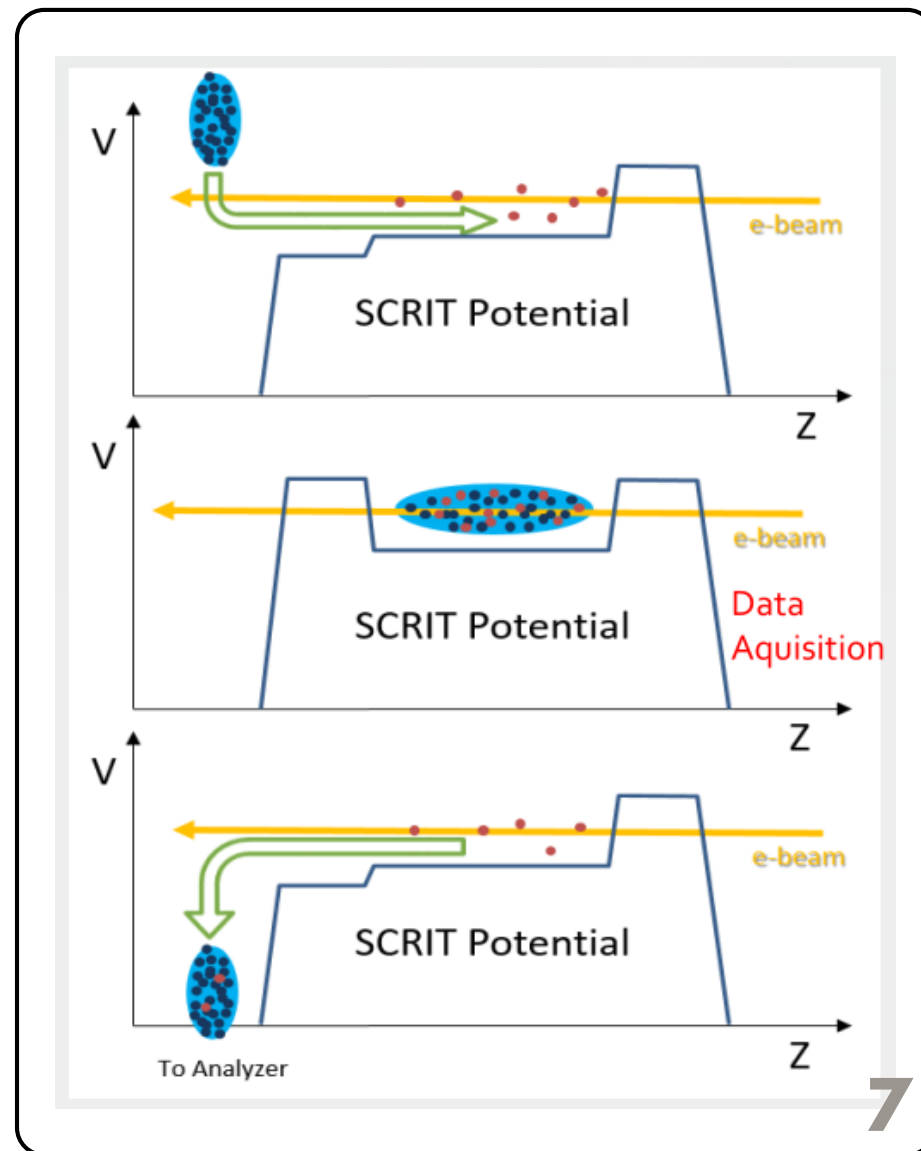 V
e-beam
SCRIT Potential
Z
V
e-beam
SCRIT Potential
Data
Aquisition
Z
V
e-beam
SCRIT Potential
Z
To Analyzer
7